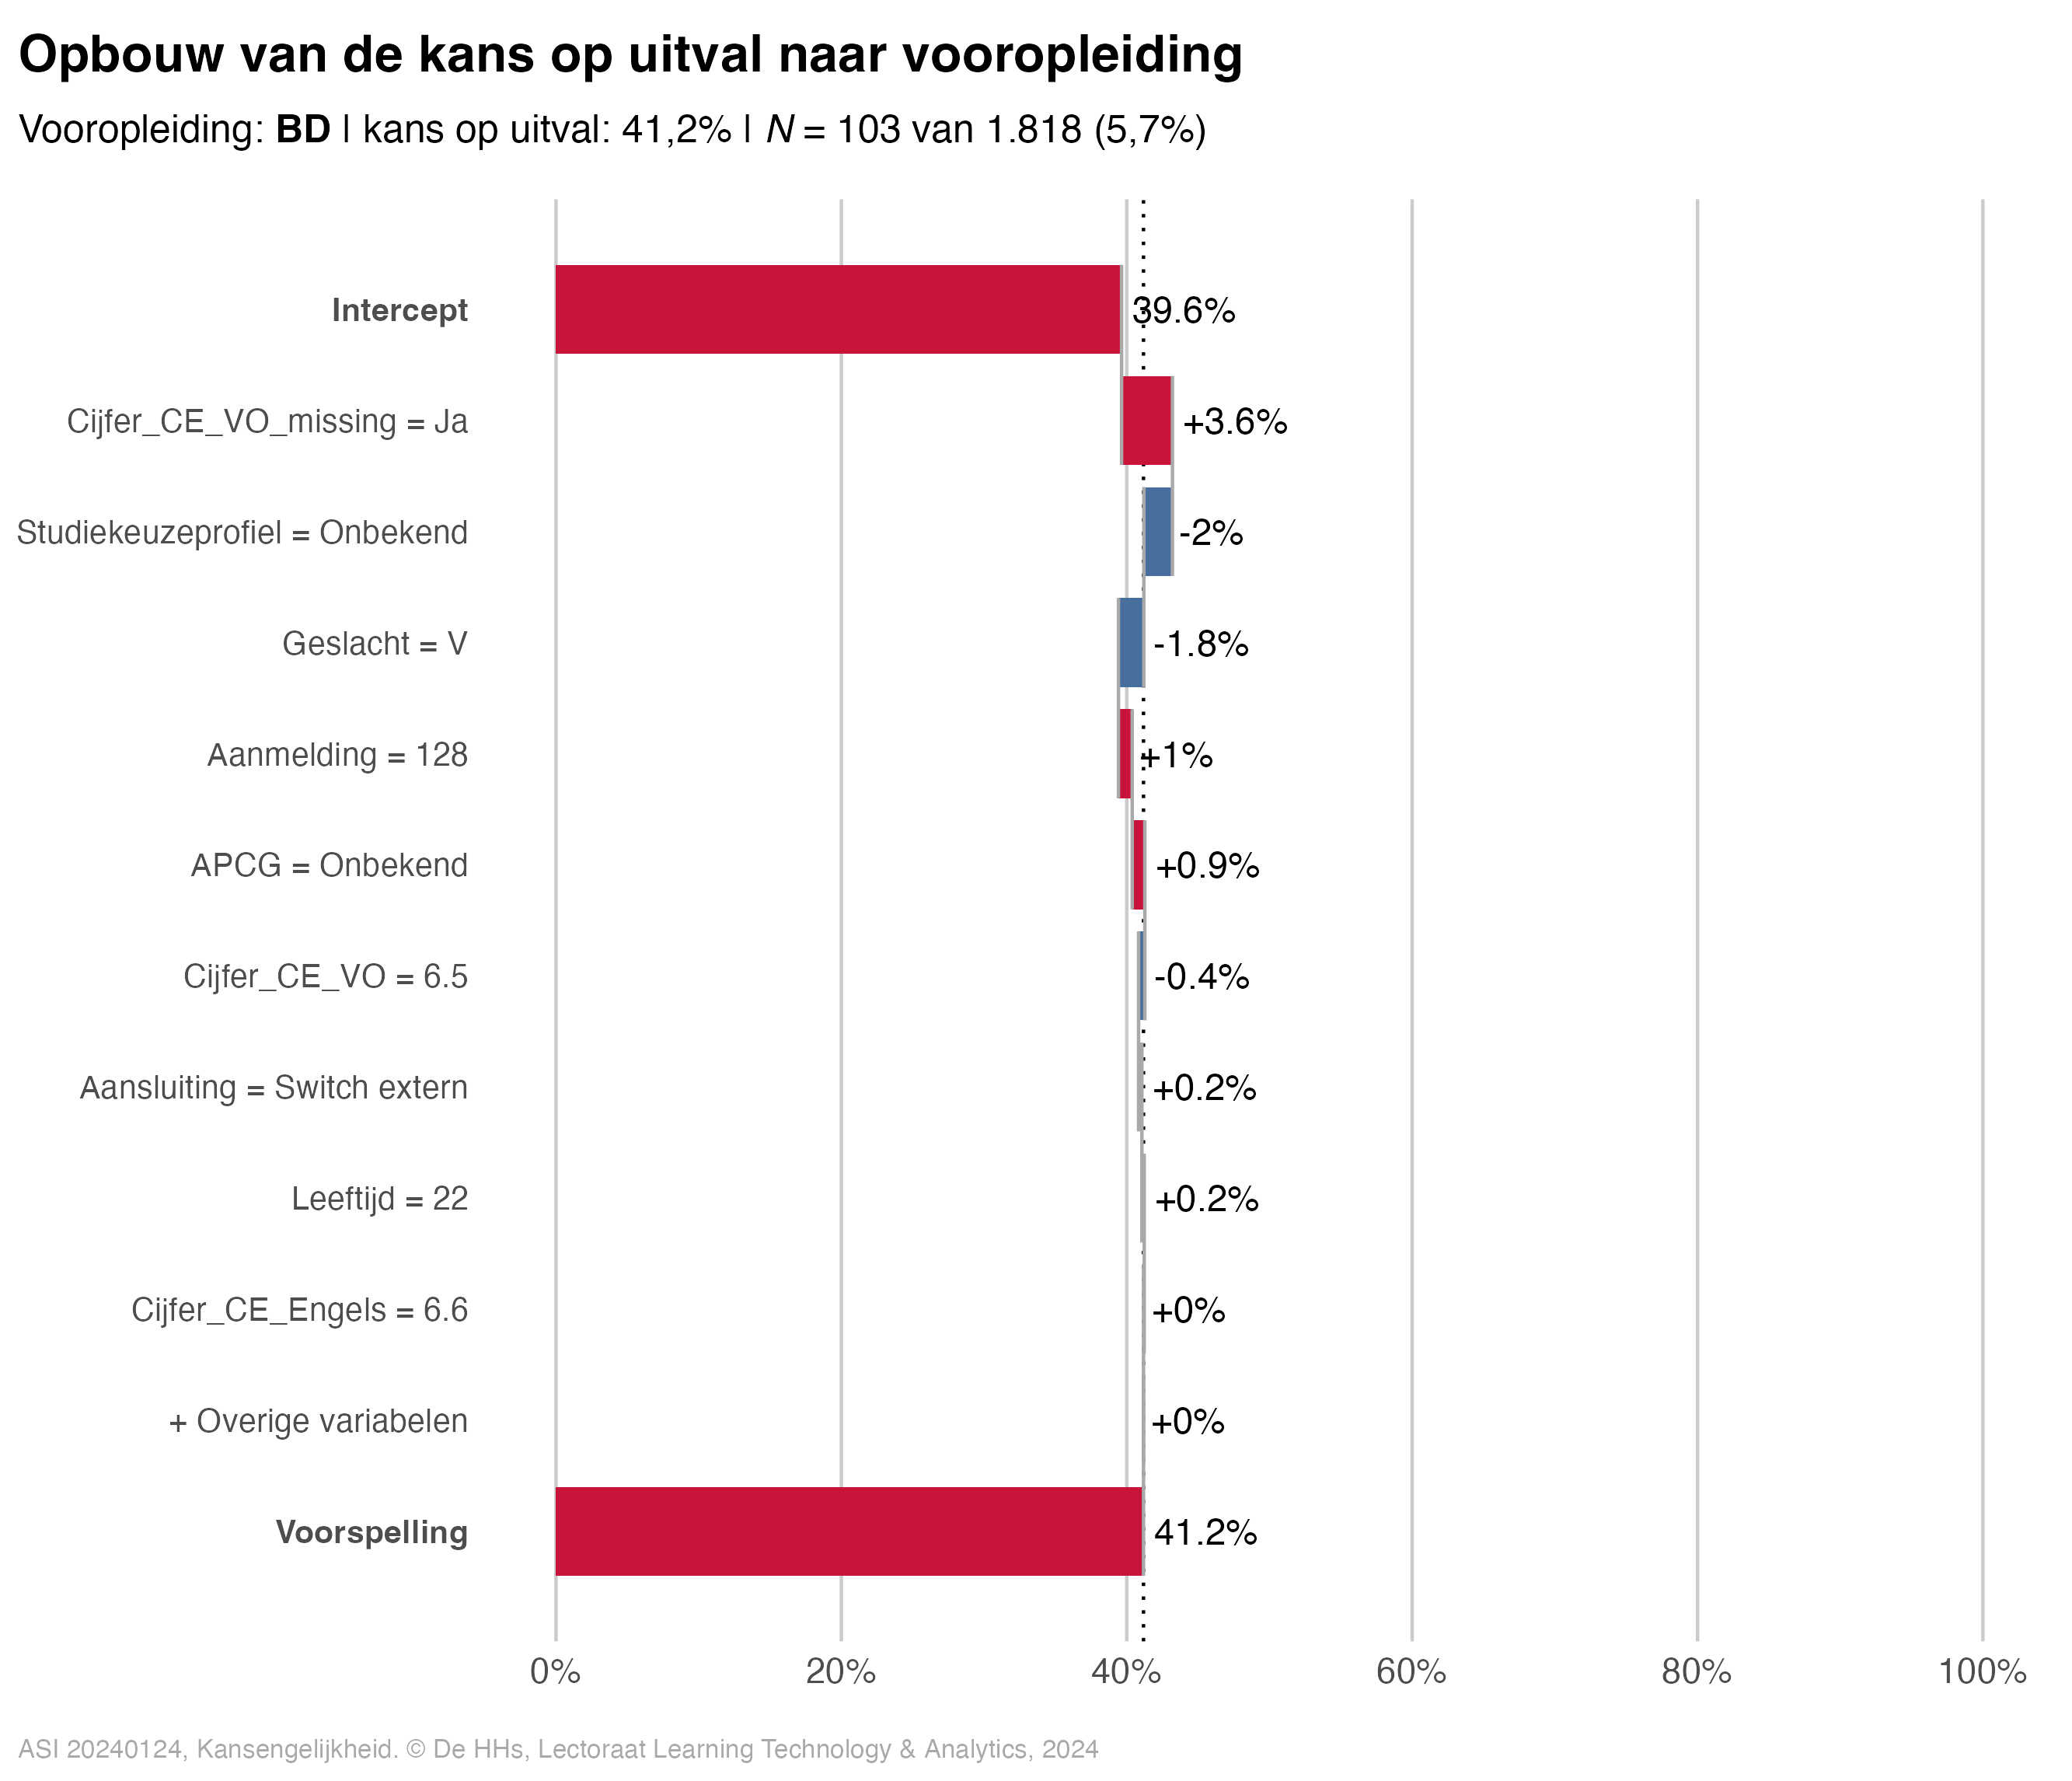 Opbouw van de kans op uitval naar vooropleiding
Vooropleiding: BD | kans op uitval: 41,2% | N = 103 van 1.818 (5,7%)
Intercept 39.6%
Cijfer_CE_VO_missing = Ja +3.6%
Studiekeuzeprofiel = Onbekend -2%
Geslacht = V -1.8%
Aanmelding = 128 +1%
APCG = Onbekend +0.9%
Cijfer_CE_VO = 6.5 -0.4%
Aansluiting = Switch extern +0.2%
Leeftijd = 22 +0.2%
Cijfer_CE_Engels = 6.6 +0%
+ Overige variabelen +0%
Voorspelling 41.2%
0% 20% 40% 60% 80% 100%
ASI 20240124, Kansengelijkheid. © De HHs, Lectoraat Learning Technology & Analytics, 2024